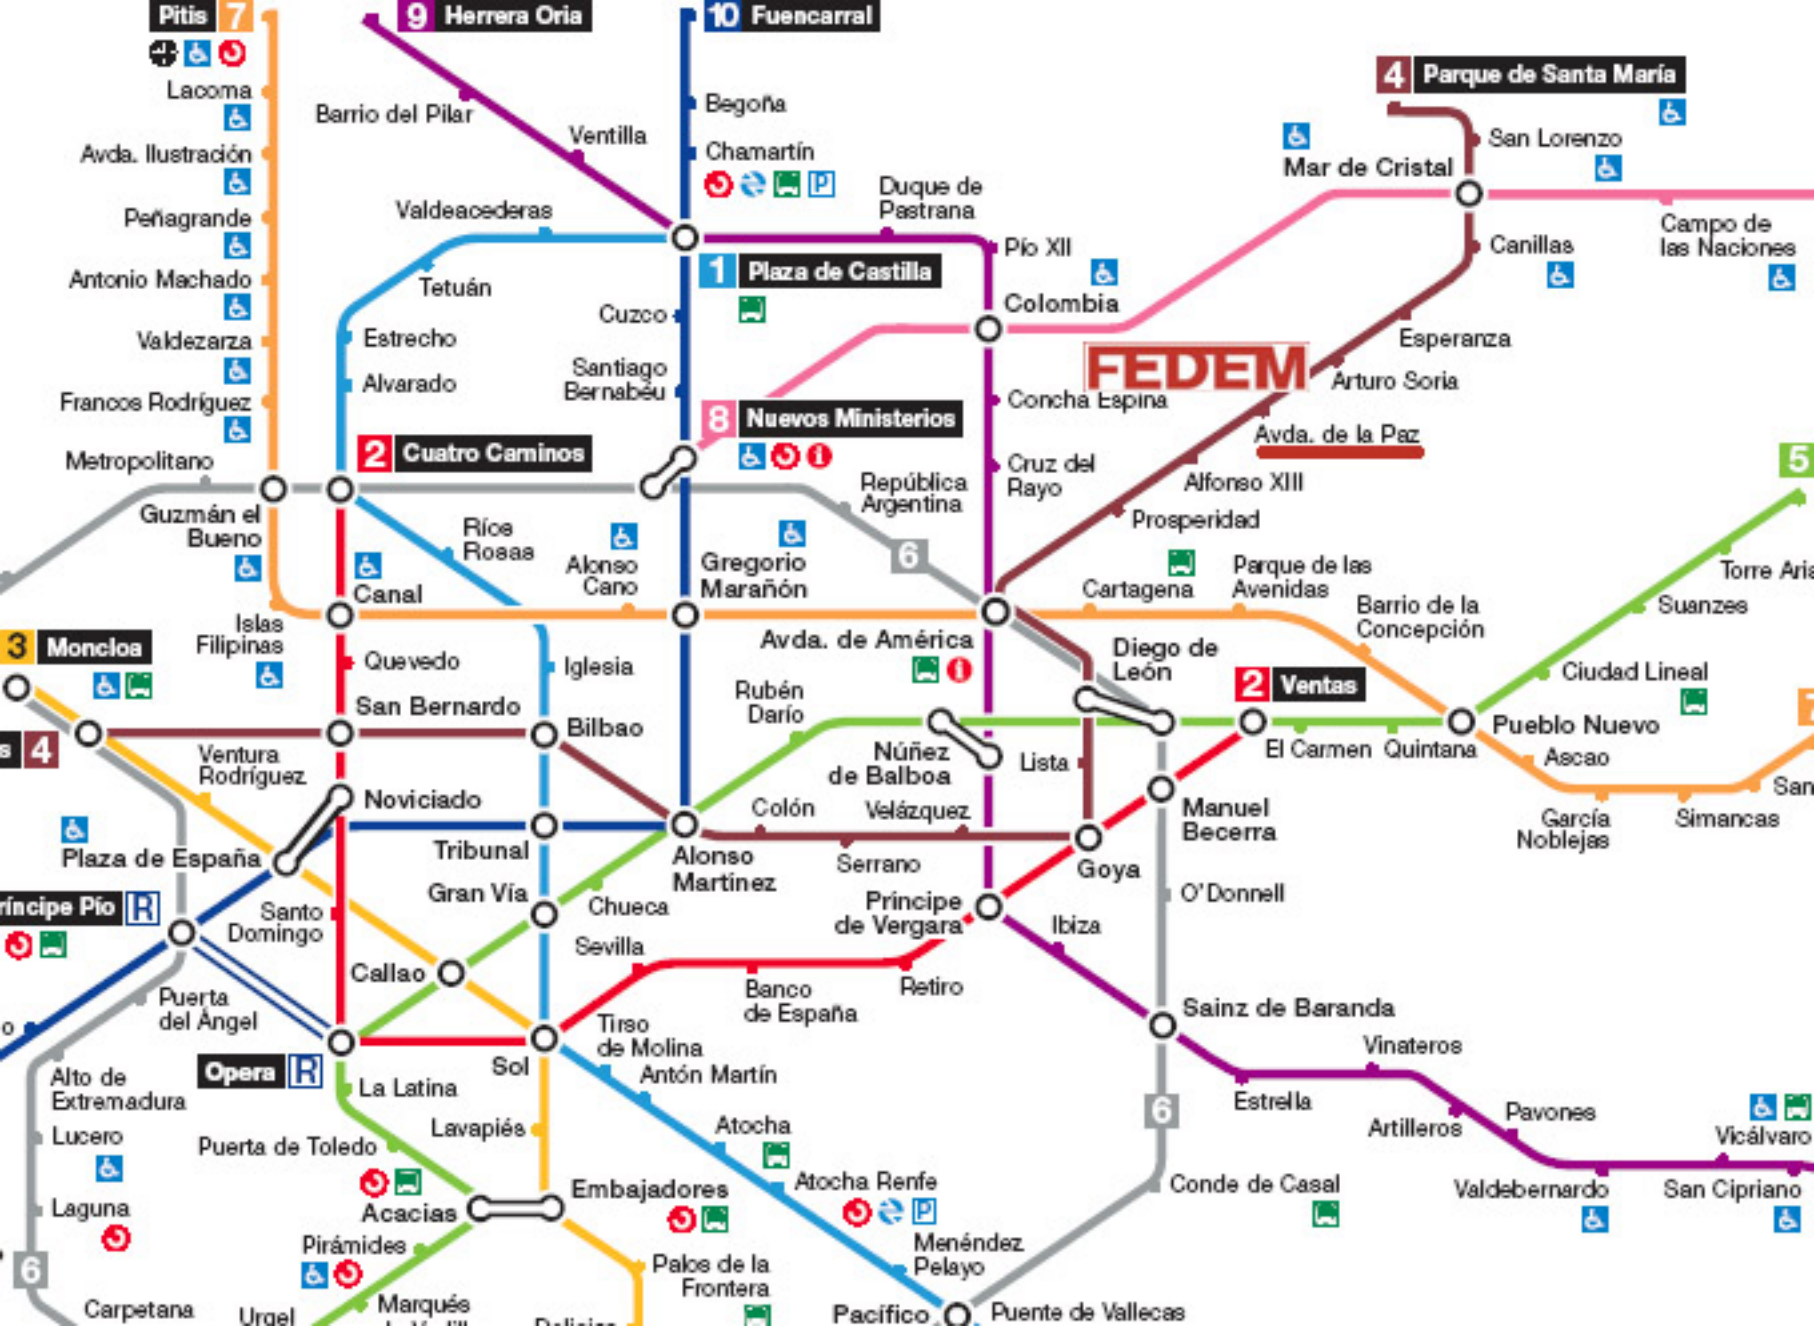 Pitis 7
9 Herrera Oria
10 Fuencarral
Lacoma
Barrio del Pilar
Begoña
4 Parque de Santa María
Ventilla
San Lorenzo
Avda. Ilustración
Chamartín
P
Mar de Cristal
Peñagrande
Valdeacederas
Duque de
Pastrana
Campo de
las Naciones
Pío XII
Canillas
Antonio Machado
Tetuán
1 Plaza de Castilla
Colombia
Cuzco
Valdezarza
Estrecho
Esperanza
Santiago
Bernabéu
FEDEM
Arturo Soria
Alvarado
Francos Rodríguez
Concha Espina
8 Nuevos Ministerios
Avda. de la Paz
2 Cuatro Caminos
Metropolitano
Cruz del
Rayo
5
República
Argentina
Alfonso XIII
Guzmán el
Bueno
Ríos
Rosas
Prosperidad
6
Alonso
Cano
Gregorio
Marañón
Parque de las
Avenidas
Torre Aria
Canal
Cartagena
Suanzes
Islas
Filipinas
Barrio de la
Concepción
3 Moncloa
Avda. de América
Diego de
León
Quevedo
Iglesia
Ciudad Lineal
2 Ventas
San Bernardo
Rubén
Darío
7
Bilbao
Pueblo Nuevo
s 4
Ventura
Rodríguez
Núñez
de Balboa
Lista
El Carmen
Quintana
Ascao
San
Noviciado
Colón
Velázquez
Manuel
Becerra
García
Noblejas
Simancas
Plaza de España
Tribunal
Alonso
Martínez
Serrano
Goya
ríncipe Pío R
Gran Vía
Chueca
Príncipe
de Vergara
O'Donnell
Santo
Domingo
Sevilla
Ibiza
Callao
Banco
de España
Retiro
Puerta
del Ángel
Sainz de Baranda
o
Tirso
de Molina
Vinateros
Sol
Opera R
Alto de
Extremadura
La Latina
Antón Martín
Estrella
Pavones
6
Lavapiés
Atocha
Artilleros
Vicálvaro
Lucero
Puerta de Toledo
Atocha Renfe
P
Conde de Casal
Valdebernardo
San Cipriano
Embajadores
Acacias
Laguna
Pirámides
Menéndez
Pelayo
6
Palos de la
Frontera
Carpetana
Urgel
Marqués
Pacífico
Puente de Vallecas